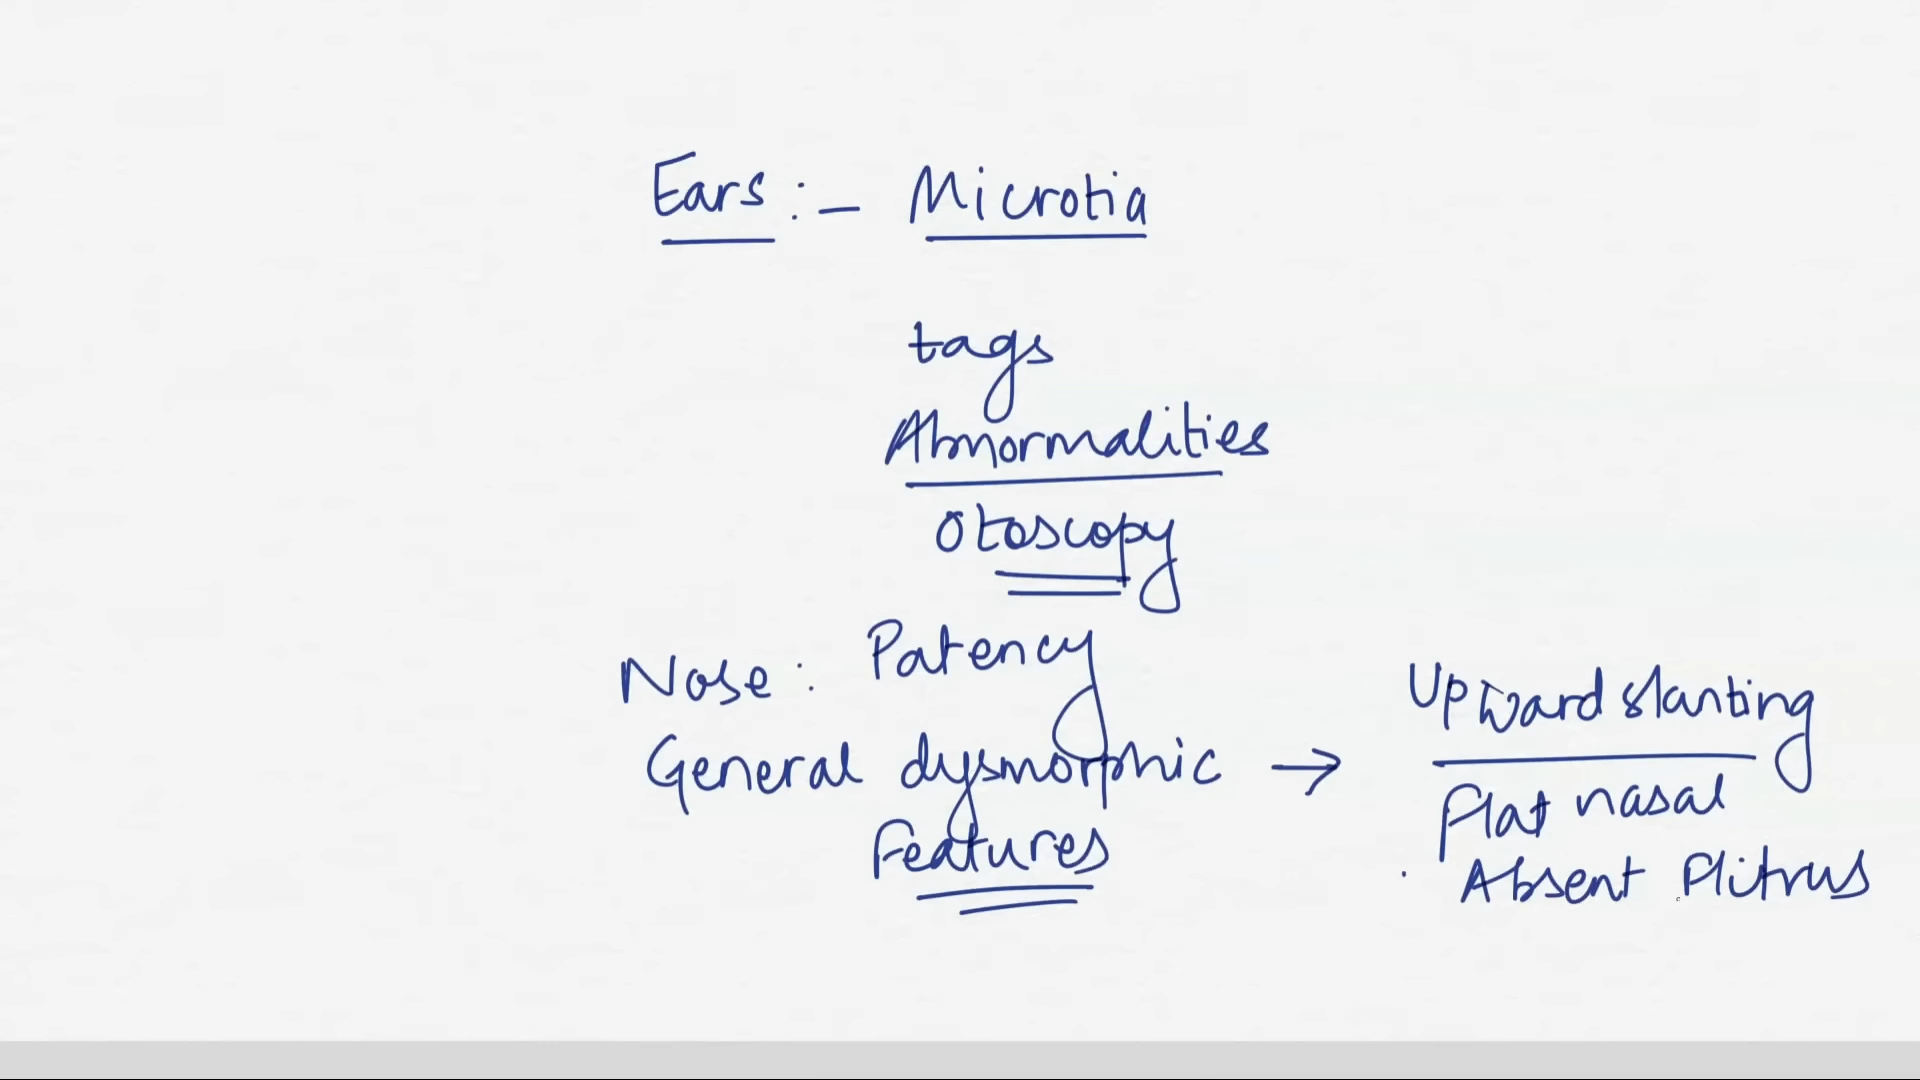 Ears :- Microtia
tags
Abnormalities
Otoscopy
Nose : Patency
General dysmorphic →
Features
Upward slanting
Flat nasal
Absent Plitrus